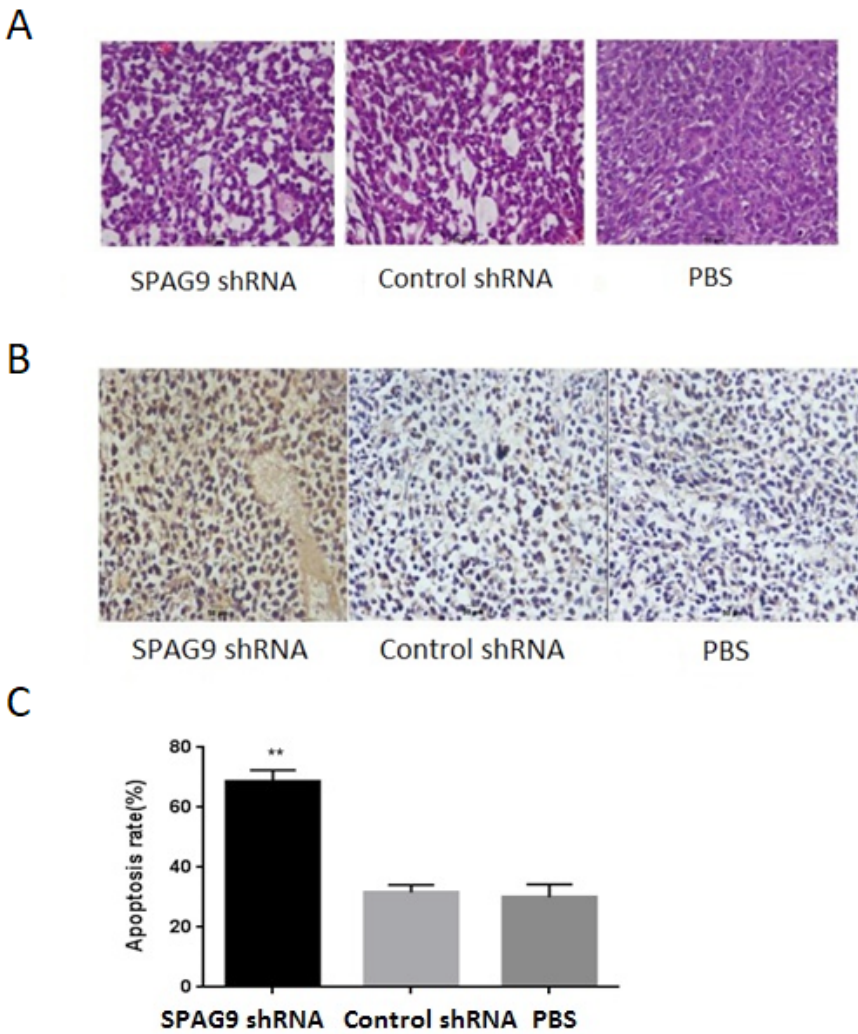 A
SPAG9 shRNA Control shRNA PBS
B
SPAG9 shRNA Control shRNA PBS
C
Apoptosis rate(%)
80
**
60
40
20
0
SPAG9 shRNA Control shRNA PBS